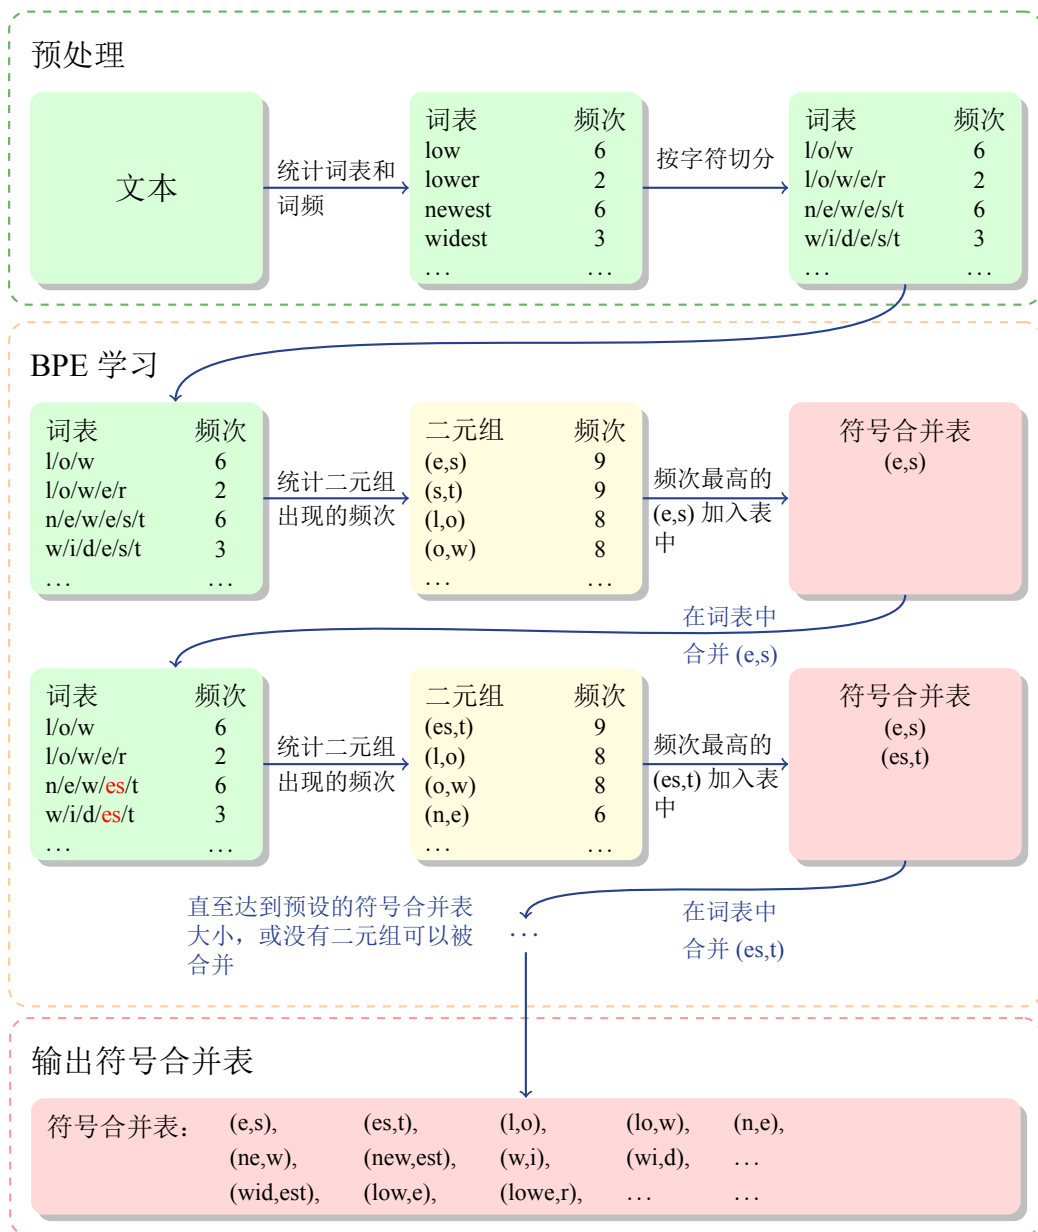 预处理
文本
统计词表和
词频
词表 频次
low 6
lower 2
newest 6
widest 3
... ...
按字符切分
词表 频次
l/o/w 6
l/o/w/e/r 2
n/e/w/e/s/t 6
w/i/d/e/s/t 3
... ...
BPE 学习
词表 频次
l/o/w 6
l/o/w/e/r 2
n/e/w/e/s/t 6
w/i/d/e/s/t 3
... ...
统计二元组
出现的频次
二元组 频次
(e,s) 9
(s,t) 9
(l,o) 8
(o,w) 8
... ...
频次最高的
(e,s) 加入表
中
符号合并表
(e,s)
在词表中
合并 (e,s)
词表 频次
l/o/w 6
l/o/w/e/r 2
n/e/w/es/t 6
w/i/d/es/t 3
... ...
统计二元组
出现的频次
二元组 频次
(es,t) 9
(l,o) 8
(o,w) 8
(n,e) 6
... ...
频次最高的
(es,t) 加入表
中
符号合并表
(e,s)
(es,t)
在词表中
合并 (es,t)
直至达到预设的符号合并表
大小，或没有二元组可以被
合并
...
输出符号合并表
符号合并表： (e,s), (es,t), (l,o), (lo,w), (n,e),
(ne,w), (new,est), (w,i), (wi,d), ...
(wid,est), (low,e), (lowe,r), ... ...